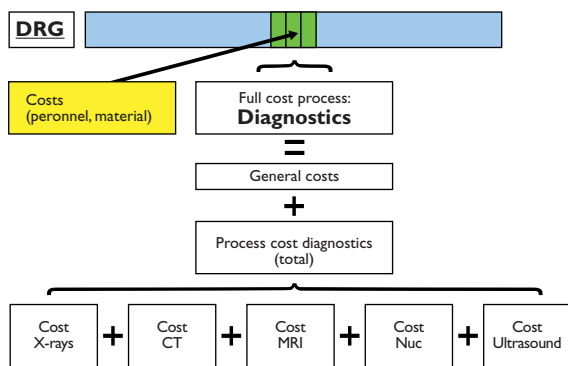 DRG
Costs
(peronnel, material)
Full cost process:
Diagnostics
=
General costs
+
Process cost diagnostics
(total)
Cost
X-rays
+
Cost
CT
+
Cost
MRI
+
Cost
Nuc
+
Cost
Ultrasound